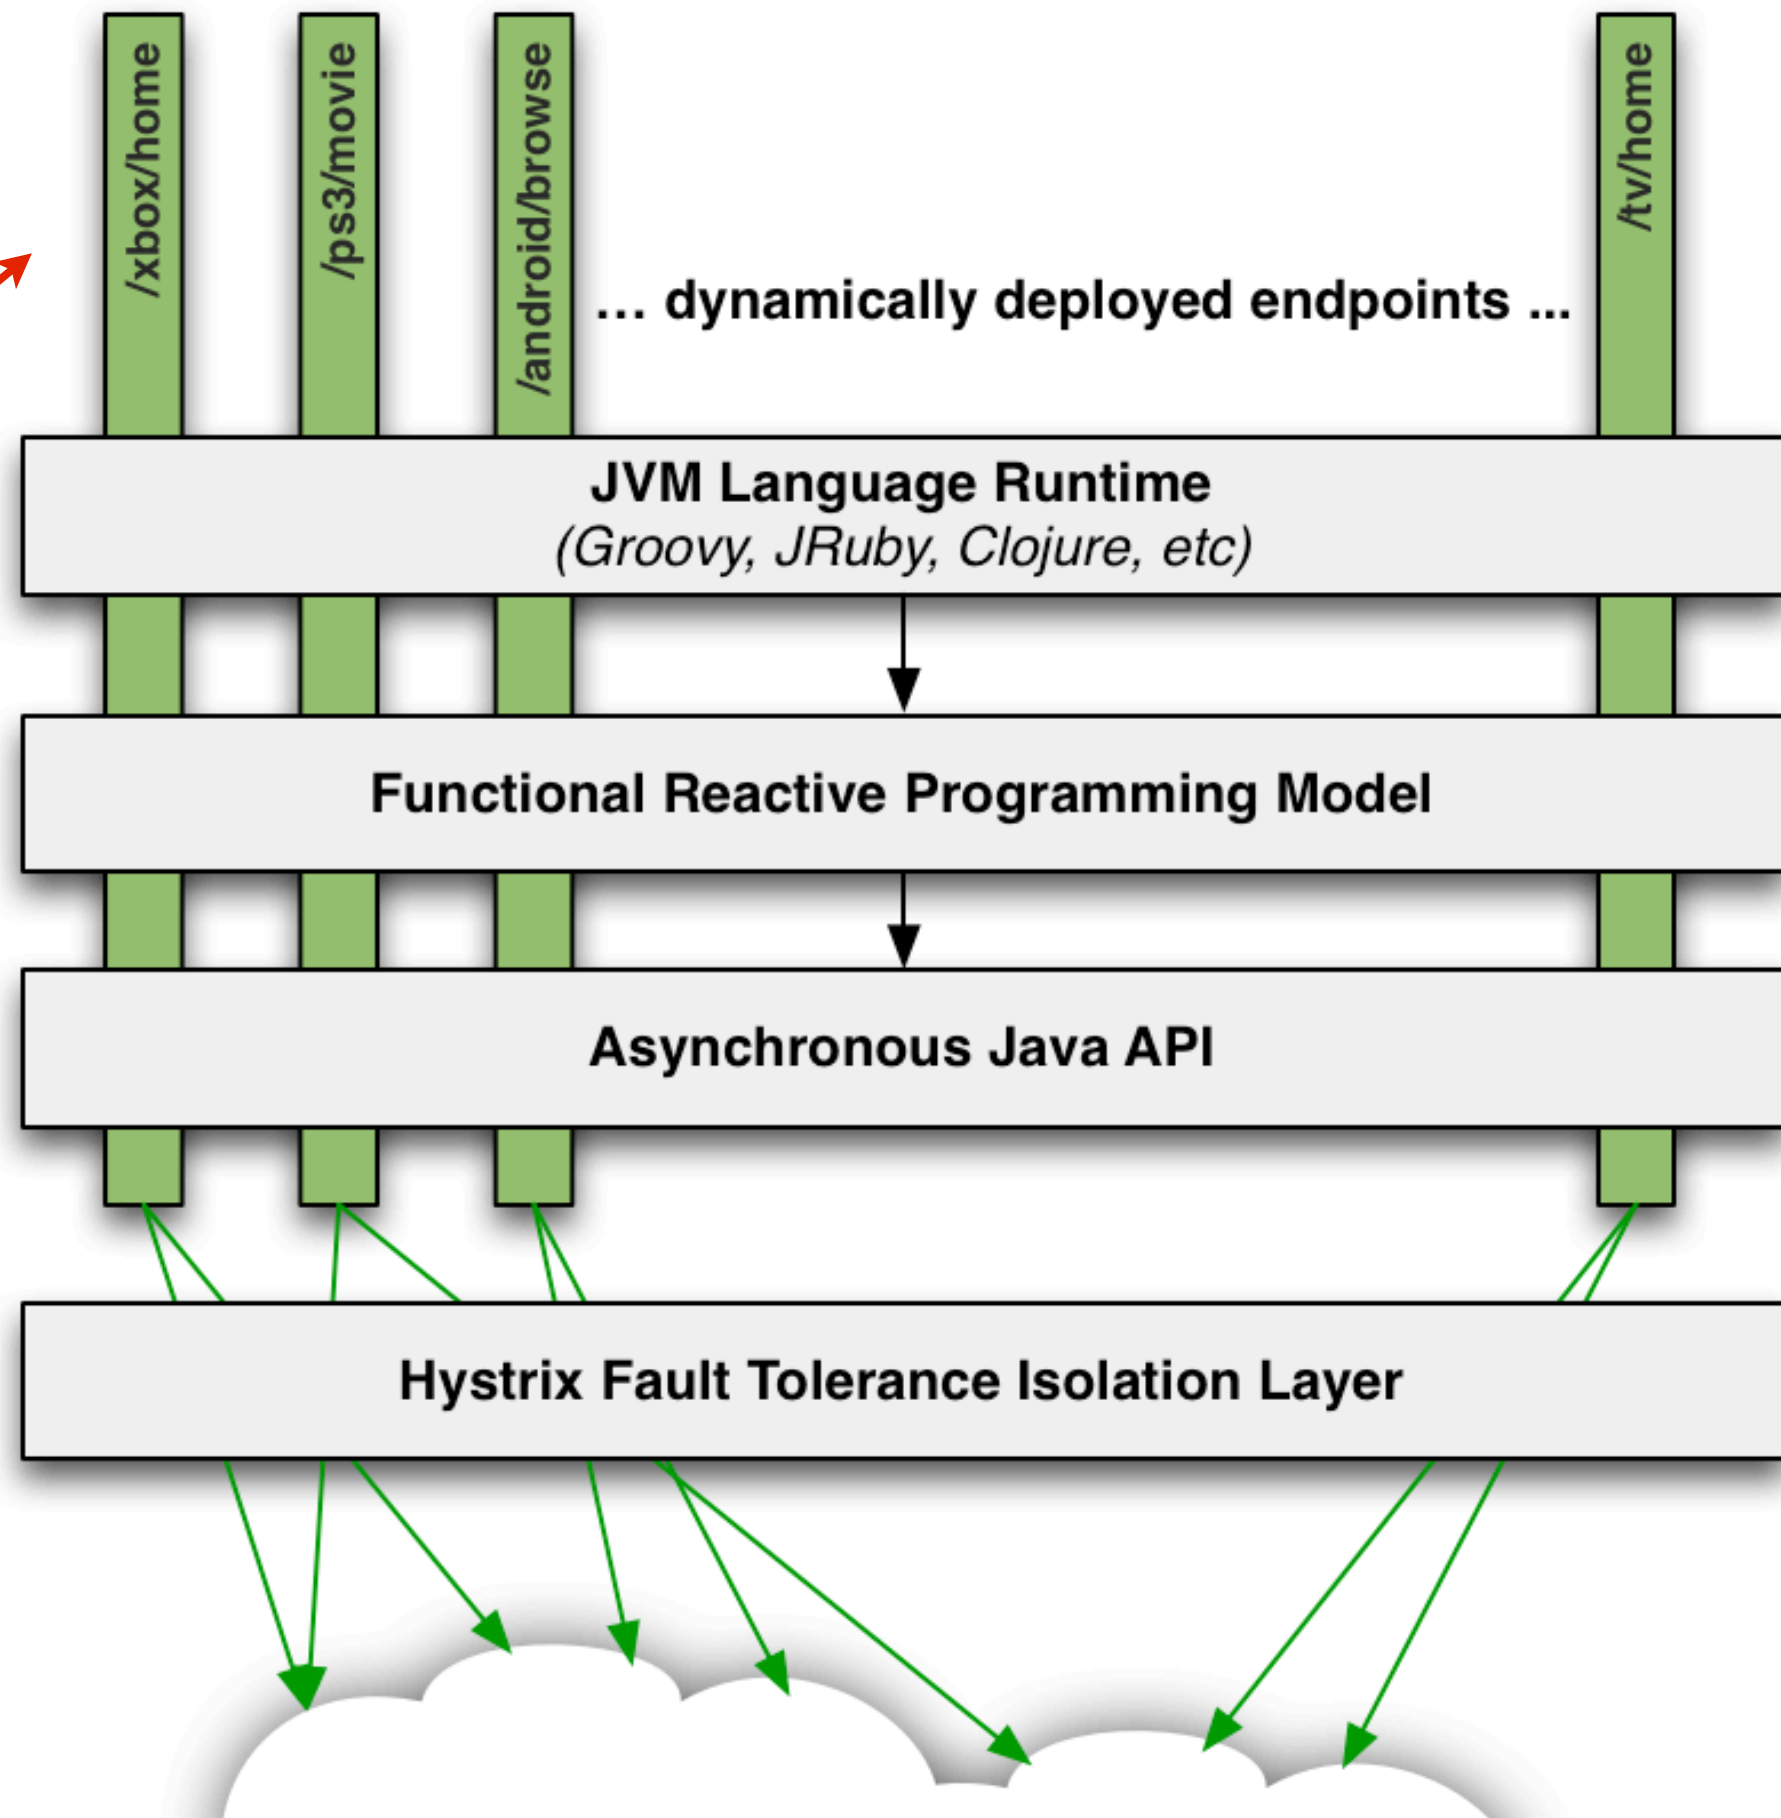 /xbox/home
/ps3/movie
/android/browse
/tv/home
... dynamically deployed endpoints ...
JVM Language Runtime
(Groovy, JRuby, Clojure, etc)
Functional Reactive Programming Model
Asynchronous Java API
Hystrix Fault Tolerance Isolation Layer